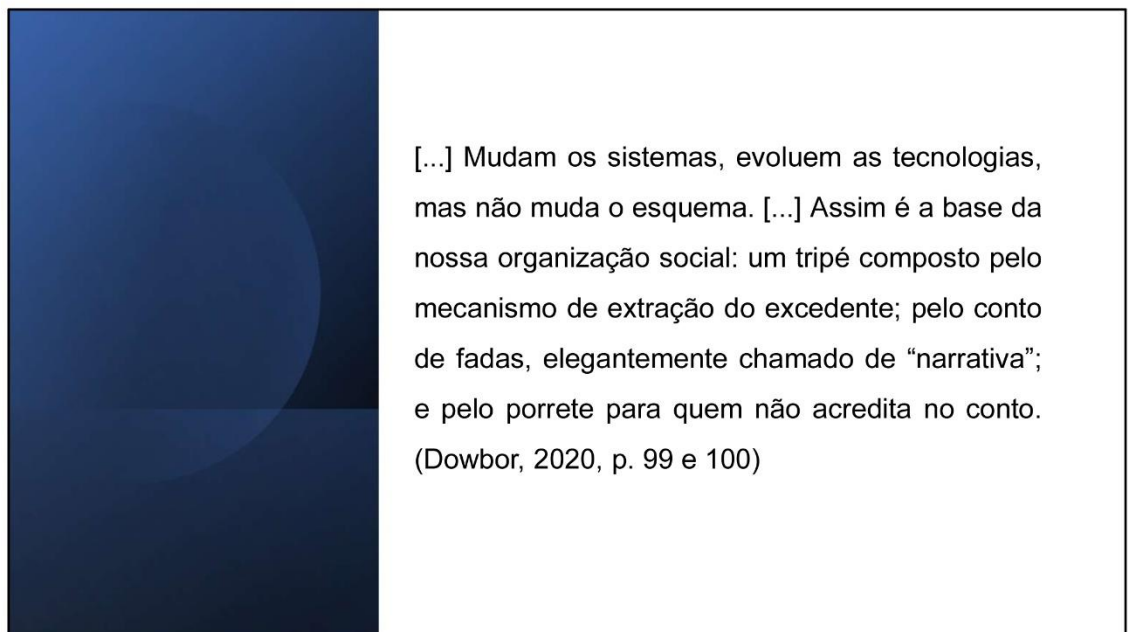 [...] Mudam os sistemas, evoluem as tecnologias,
mas não muda o esquema. [...] Assim é a base da
nossa organização social: um tripé composto pelo
mecanismo de extração do excedente; pelo conto
de fadas, elegantemente chamado de “narrativa”;
e pelo porrete para quem não acredita no conto.
(Dowbor, 2020, p. 99 e 100)